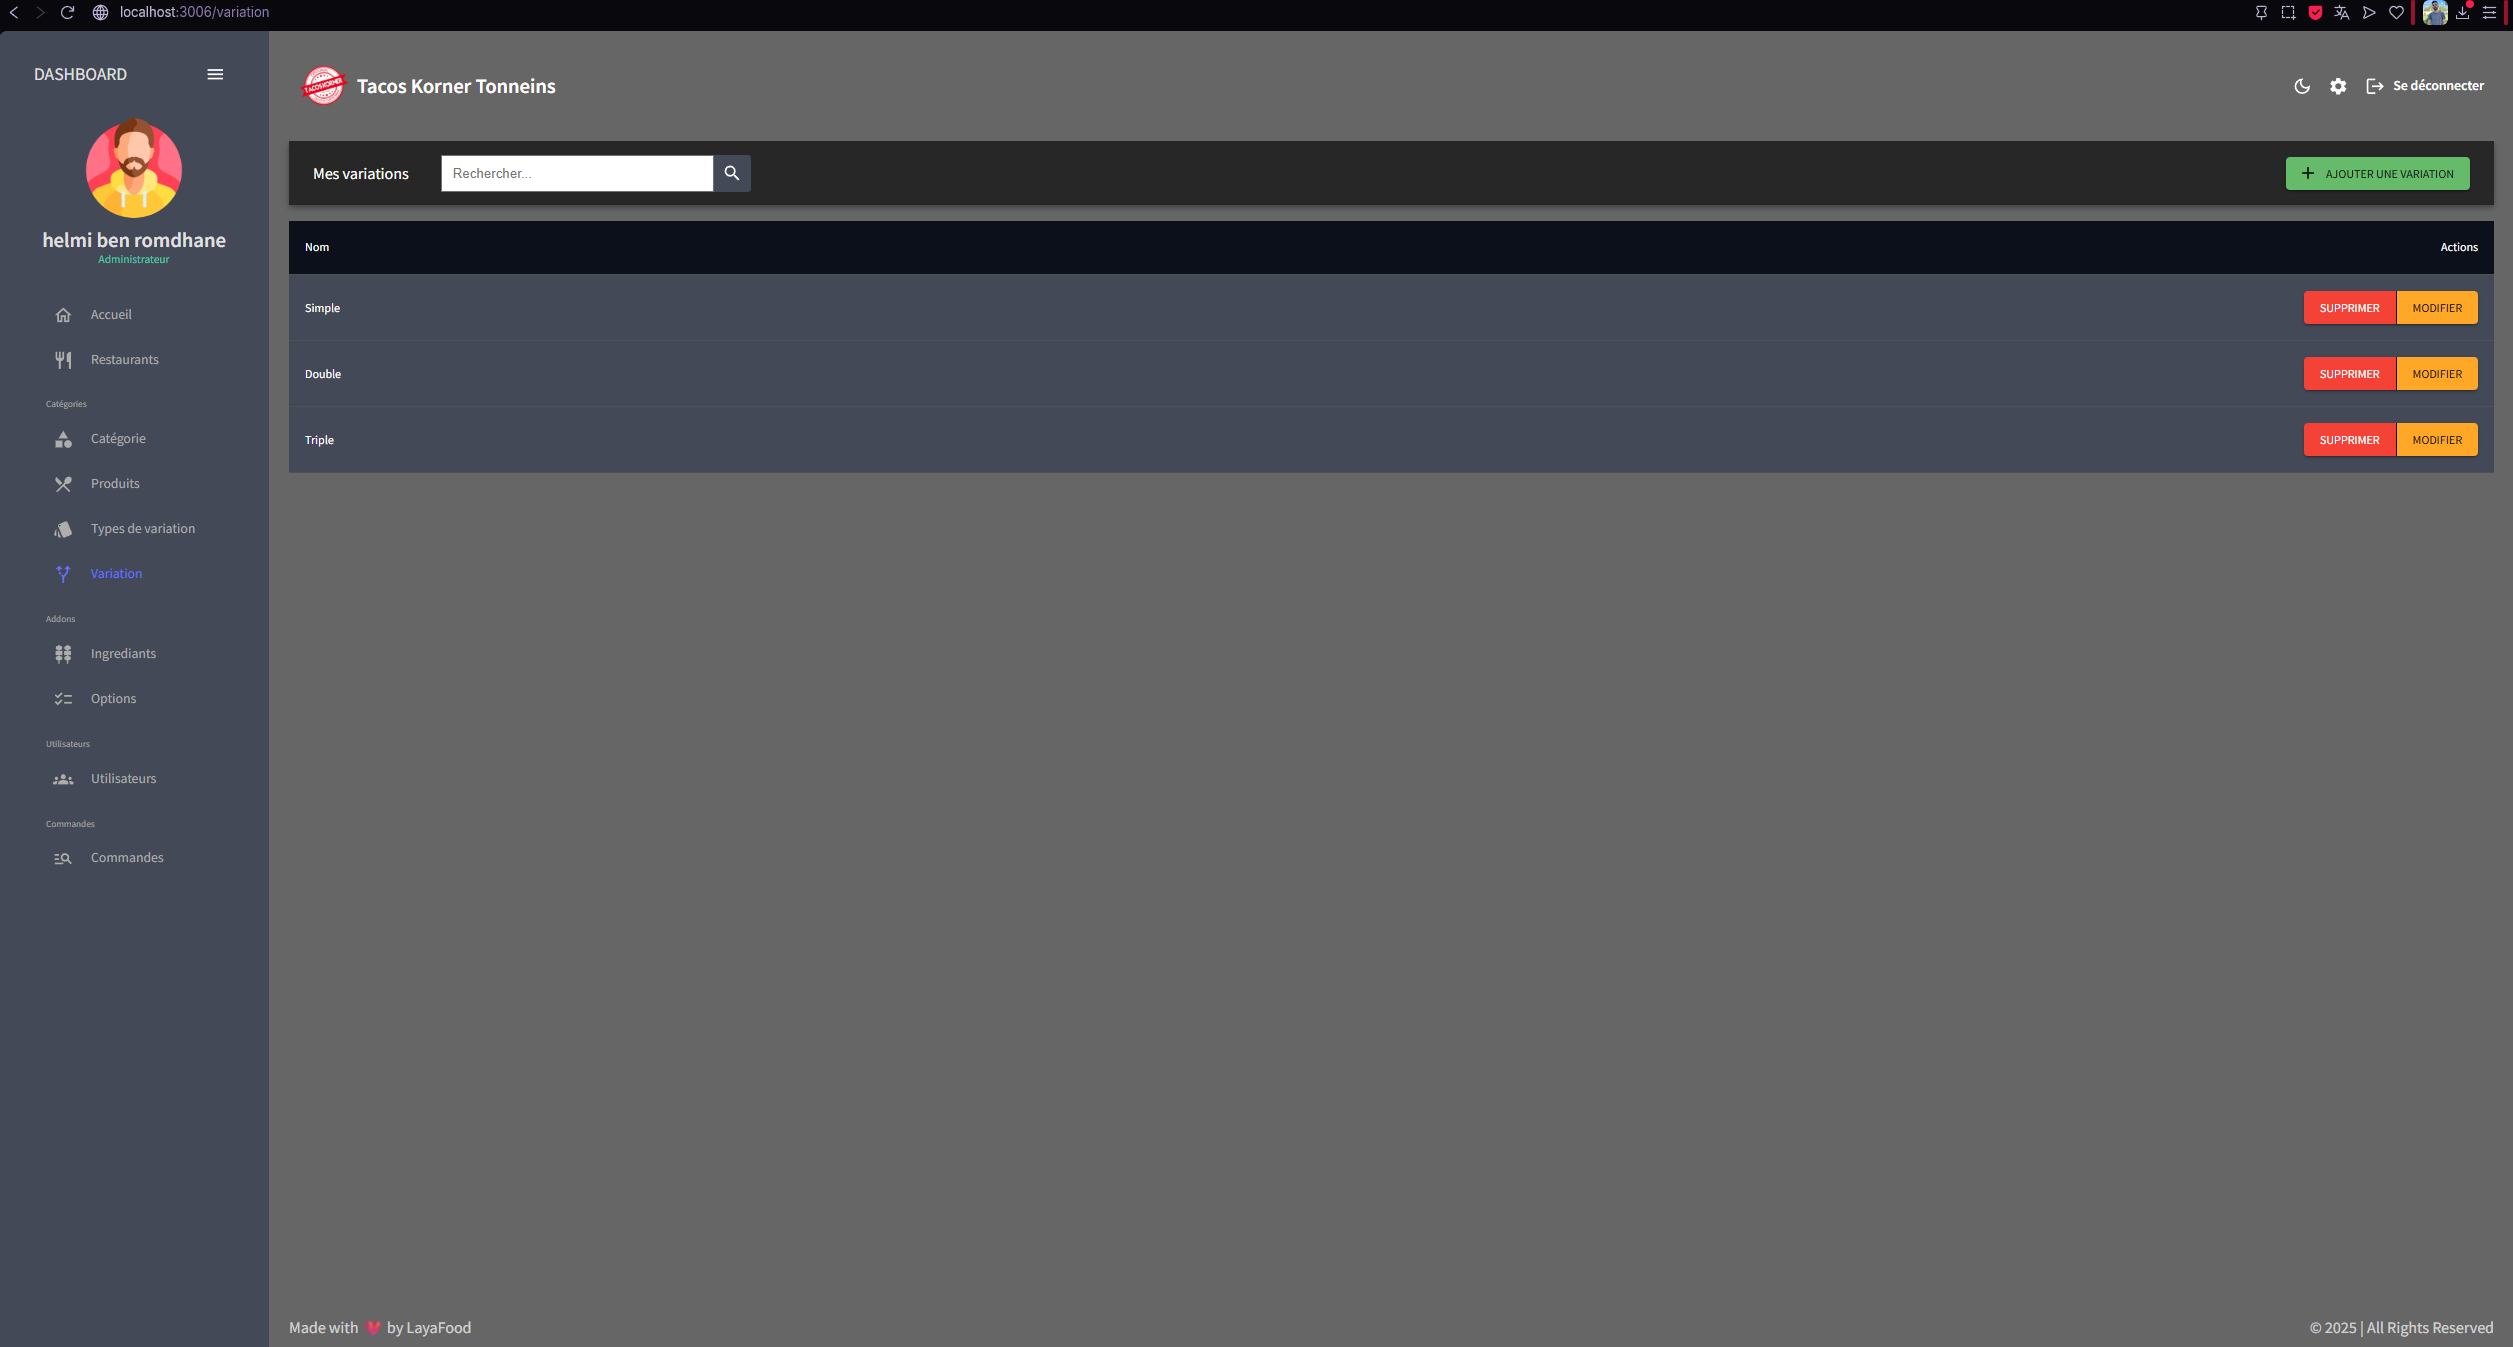 localhost:3006/variation
DASHBOARD
helmi ben romdhane
Administrateur
Accueil
Restaurants
Catégories
Catégorie
Produits
Types de variation
Variation
Addons
Ingrediants
Options
Utilisateurs
Utilisateurs
Commandes
Commandes
TACOS KORNER
Tacos Korner Tonneins
Se déconnecter
Mes variations
Rechercher...
AJOUTER UNE VARIATION
Nom Actions
Simple SUPPRIMER MODIFIER
Double SUPPRIMER MODIFIER
Triple SUPPRIMER MODIFIER
Made with by LayaFood
© 2025 | All Rights Reserved